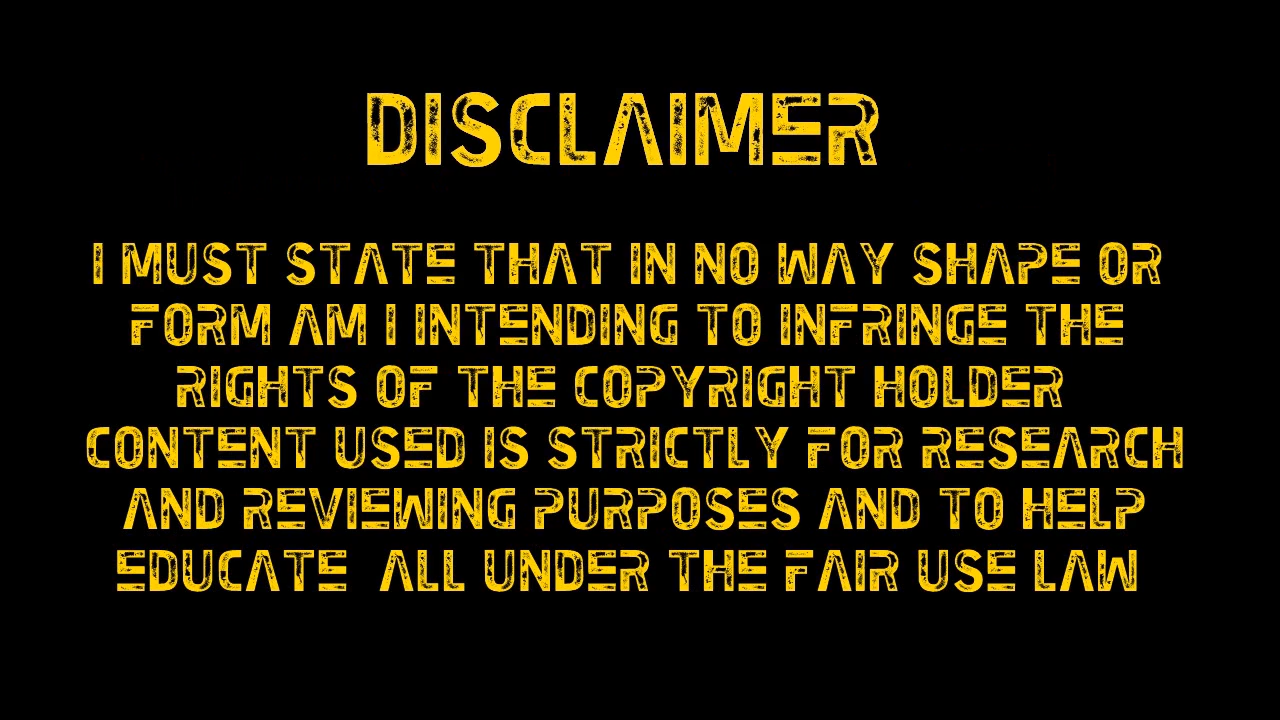 DISCLAIMER
I MUST STATE THAT IN NO WAY SHAPE OR
FORM AM I INTENDING TO INFRINGE THE
RIGHTS OF THE COPYRIGHT HOLDER
CONTENT USED IS STRICTLY FOR RESEARCH
AND REVIEWING PURPOSES AND TO HELP
EDUCATE ALL UNDER THE FAIR USE LAW